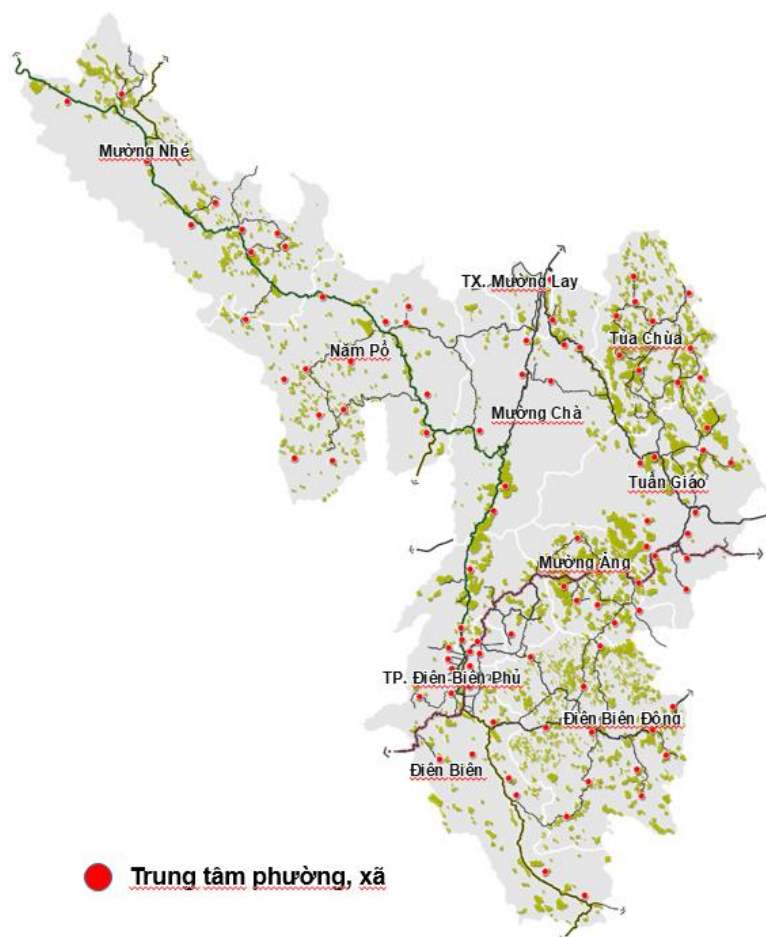 Mường Nhé
TX. Mường Lay
Tủa Chùa
Nậm Pồ
Mường Chà
Tuần Giáo
Mường Ảng
TP. Điện Biên Phủ
Điện Biên Đông
Điện Biên
Trung tâm phường, xã